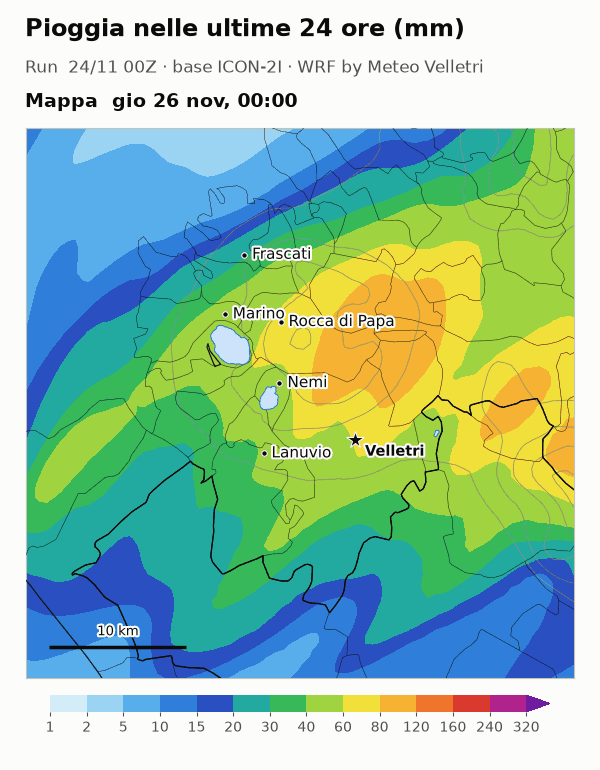 Pioggia nelle ultime 24 ore (mm)
Run  24/11 00Z · base ICON-2I · WRF by Meteo Velletri
Mappa  gio 26 nov, 00:00
Frascati
Marino
Rocca di Papa
Nemi
Velletri
Lanuvio
10 km
1 2 5 10 15 20 30 40 60 80 120 160 240 320